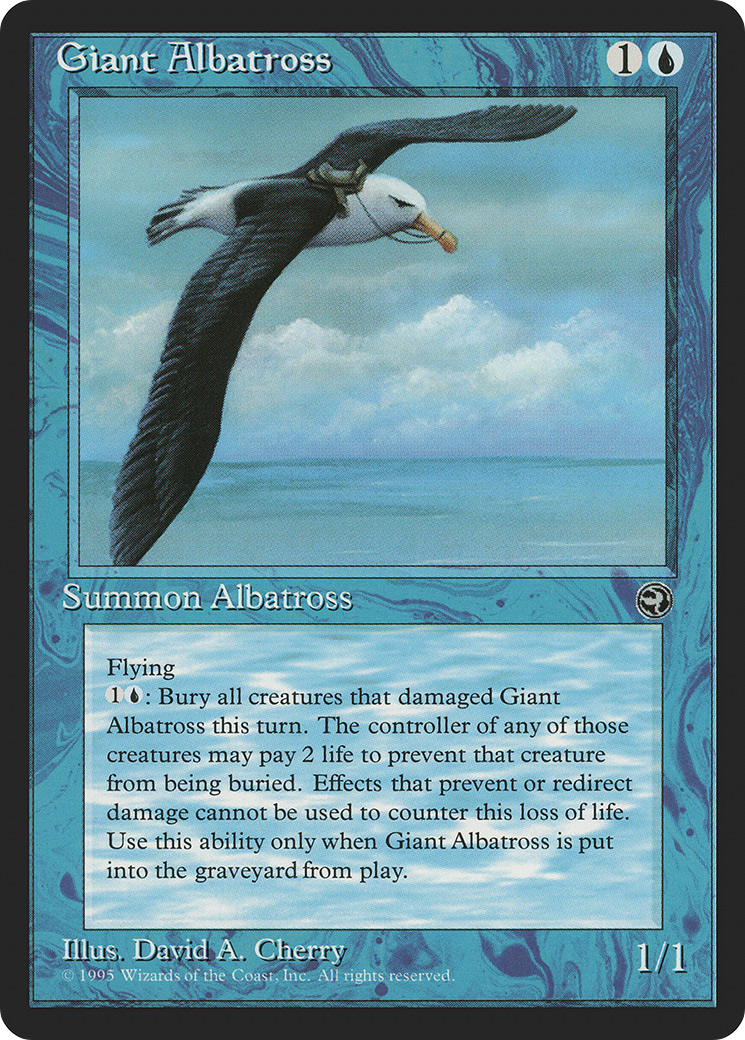 Giant Albatross 1
Summon Albatross
Flying
1 : Bury all creatures that damaged Giant
Albatross this turn. The controller of any of those
creatures may pay 2 life to prevent that creature
from being buried. Effects that prevent or redirect
damage cannot be used to counter this loss of life.
Use this ability only when Giant Albatross is put
into the graveyard from play.
Illus. David A. Cherry 1/1
© 1995 Wizards of the Coast, Inc. All rights reserved.